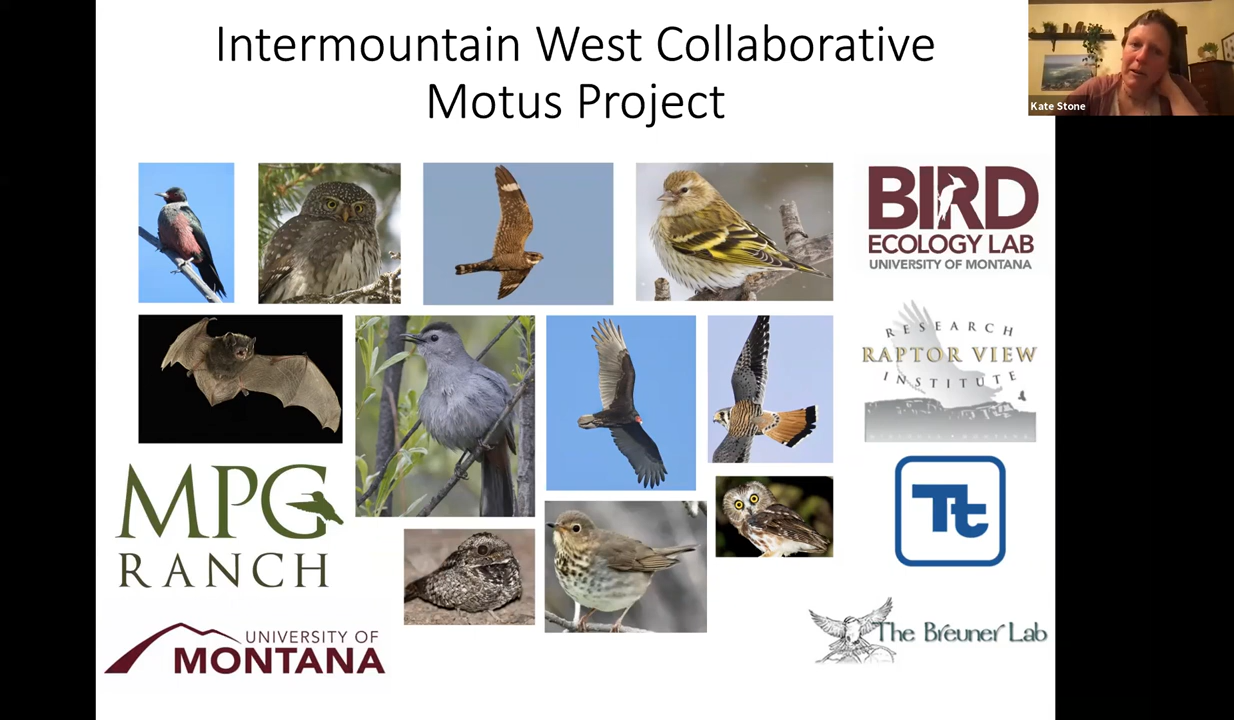 Intermountain West Collaborative
Motus Project
Kate Stone
BIRD
ECOLOGY LAB
UNIVERSITY OF MONTANA
RESEARCH
RAPTOR VIEW
INSTITUTE
MPG
RANCH
Tt
UNIVERSITY OF
MONTANA
The Breuner Lab